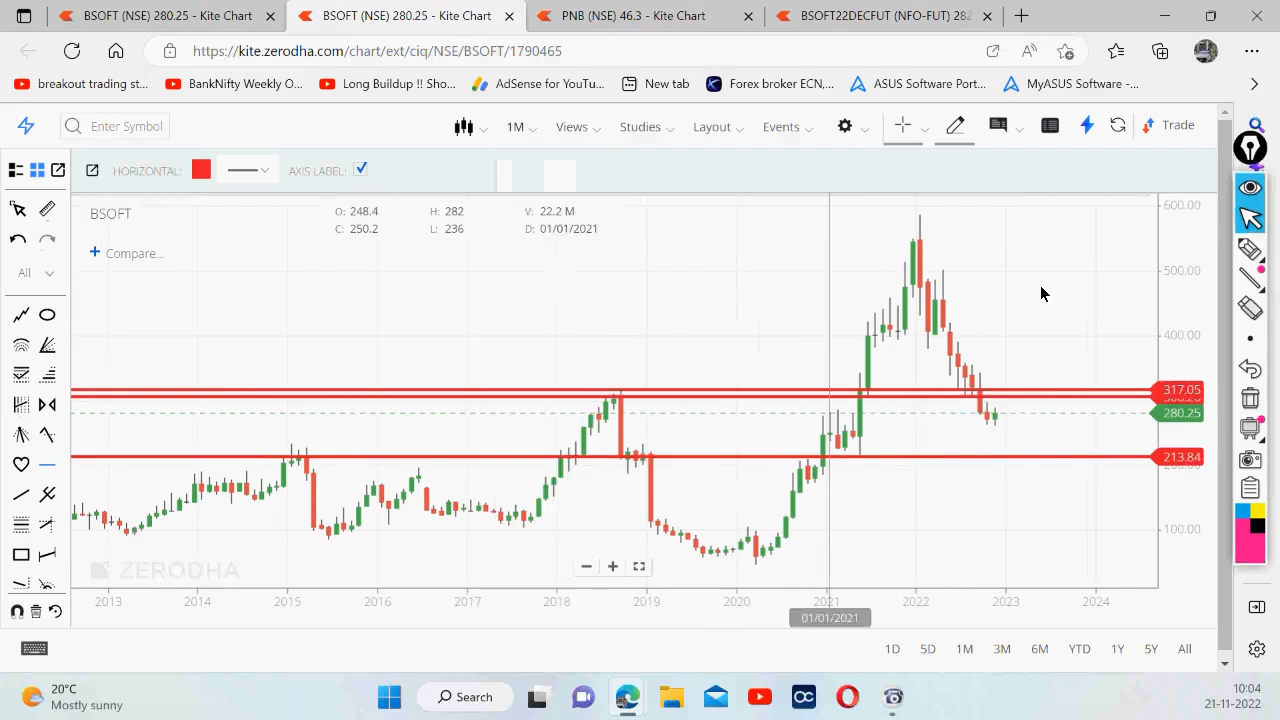 BSOFT (NSE) 280.25 - Kite Chart
BSOFT (NSE) 280.25 - Kite Chart
PNB (NSE) 46.3 - Kite Chart
BSOFT22DECFUT (NFO-FUT) 282
https://kite.zerodha.com/chart/ext/ciq/NSE/BSOFT/1790465
breakout trading st...
BankNifty Weekly O...
Long Buildup !! Sho...
AdSense for YouTu...
New tab
Forex broker ECN,...
ASUS Software Port...
MyASUS Software -...
Enter Symbol
1M
Views
Studies
Layout
Events
Trade
HORIZONTAL:
AXIS LABEL:
BSOFT
O: 248.4 H: 282 V: 22.2 M
C: 250.2 L: 236 D: 01/01/2021
Compare...
All
600.00
500.00
400.00
317.05
280.25
213.84
100.00
ZERODHA
2013 2014 2015 2016 2017 2018 2019 2020 2021 2022 2023 2024
01/01/2021
1D 5D 1M 3M 6M YTD 1Y 5Y All
20°C
Mostly sunny
Search
10:04
21-11-2022